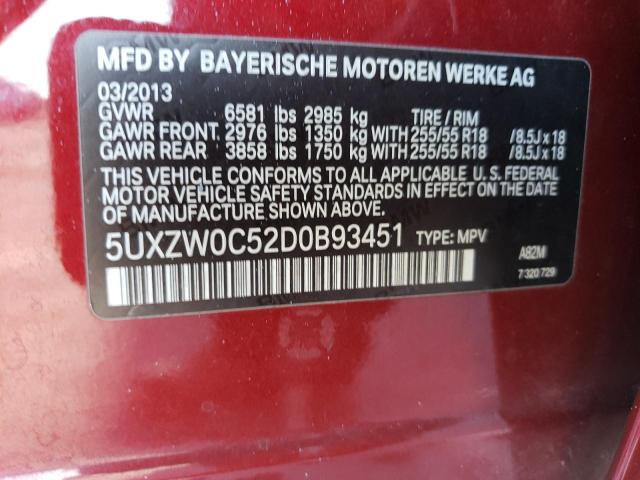 MFD BY BAYERISCHE MOTOREN WERKE AG
03/2013
GVWR 6581 lbs 2985 kg TIRE / RIM
GAWR FRONT 2976 lbs 1350 kg WITH 255/55 R18 /8.5J x 18
GAWR REAR 3858 lbs 1750 kg WITH 255/55 R18 /8.5J x 18
THIS VEHICLE CONFORMS TO ALL APPLICABLE U. S. FEDERAL
MOTOR VEHICLE SAFETY STANDARDS IN EFFECT ON THE
DATE OF MANUFACTURE SHOWN ABOVE.
5UXZW0C52D0B93451 TYPE: MPV
A82M
7 320 729